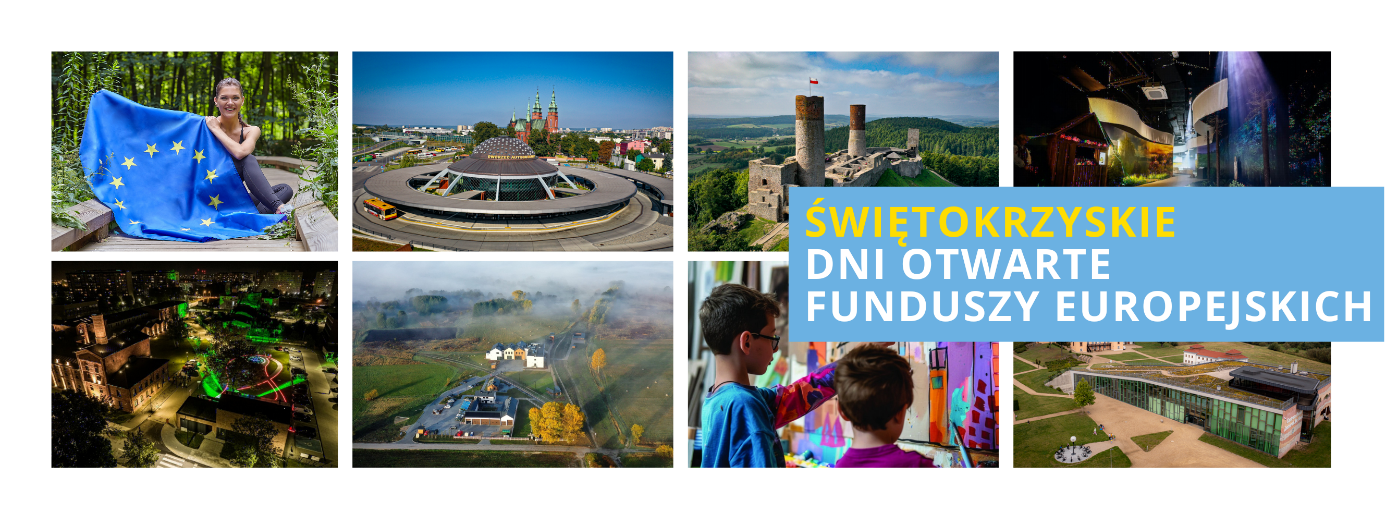 ŚWIĘTOKRZYSKIE
DNI OTWARTE
FUNDUSZY EUROPEJSKICH